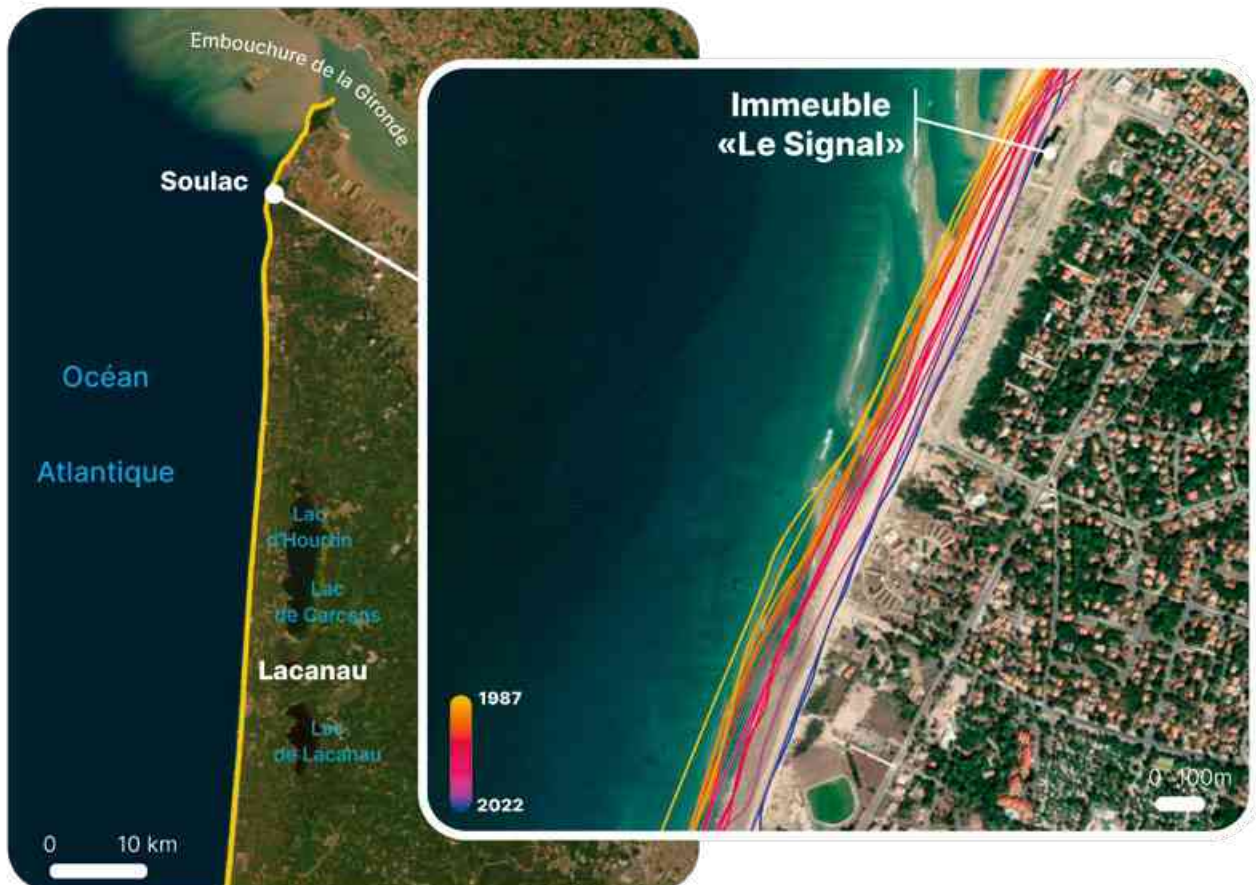 Embouchure de la Gironde
Soulac
Océan
Atlantique
Lac
d'Hourtin
Lac
de Carcans
Lacanau
Lac
de Lacanau
0 10 km
Immeuble
«Le Signal»
1987
2022
0 100m